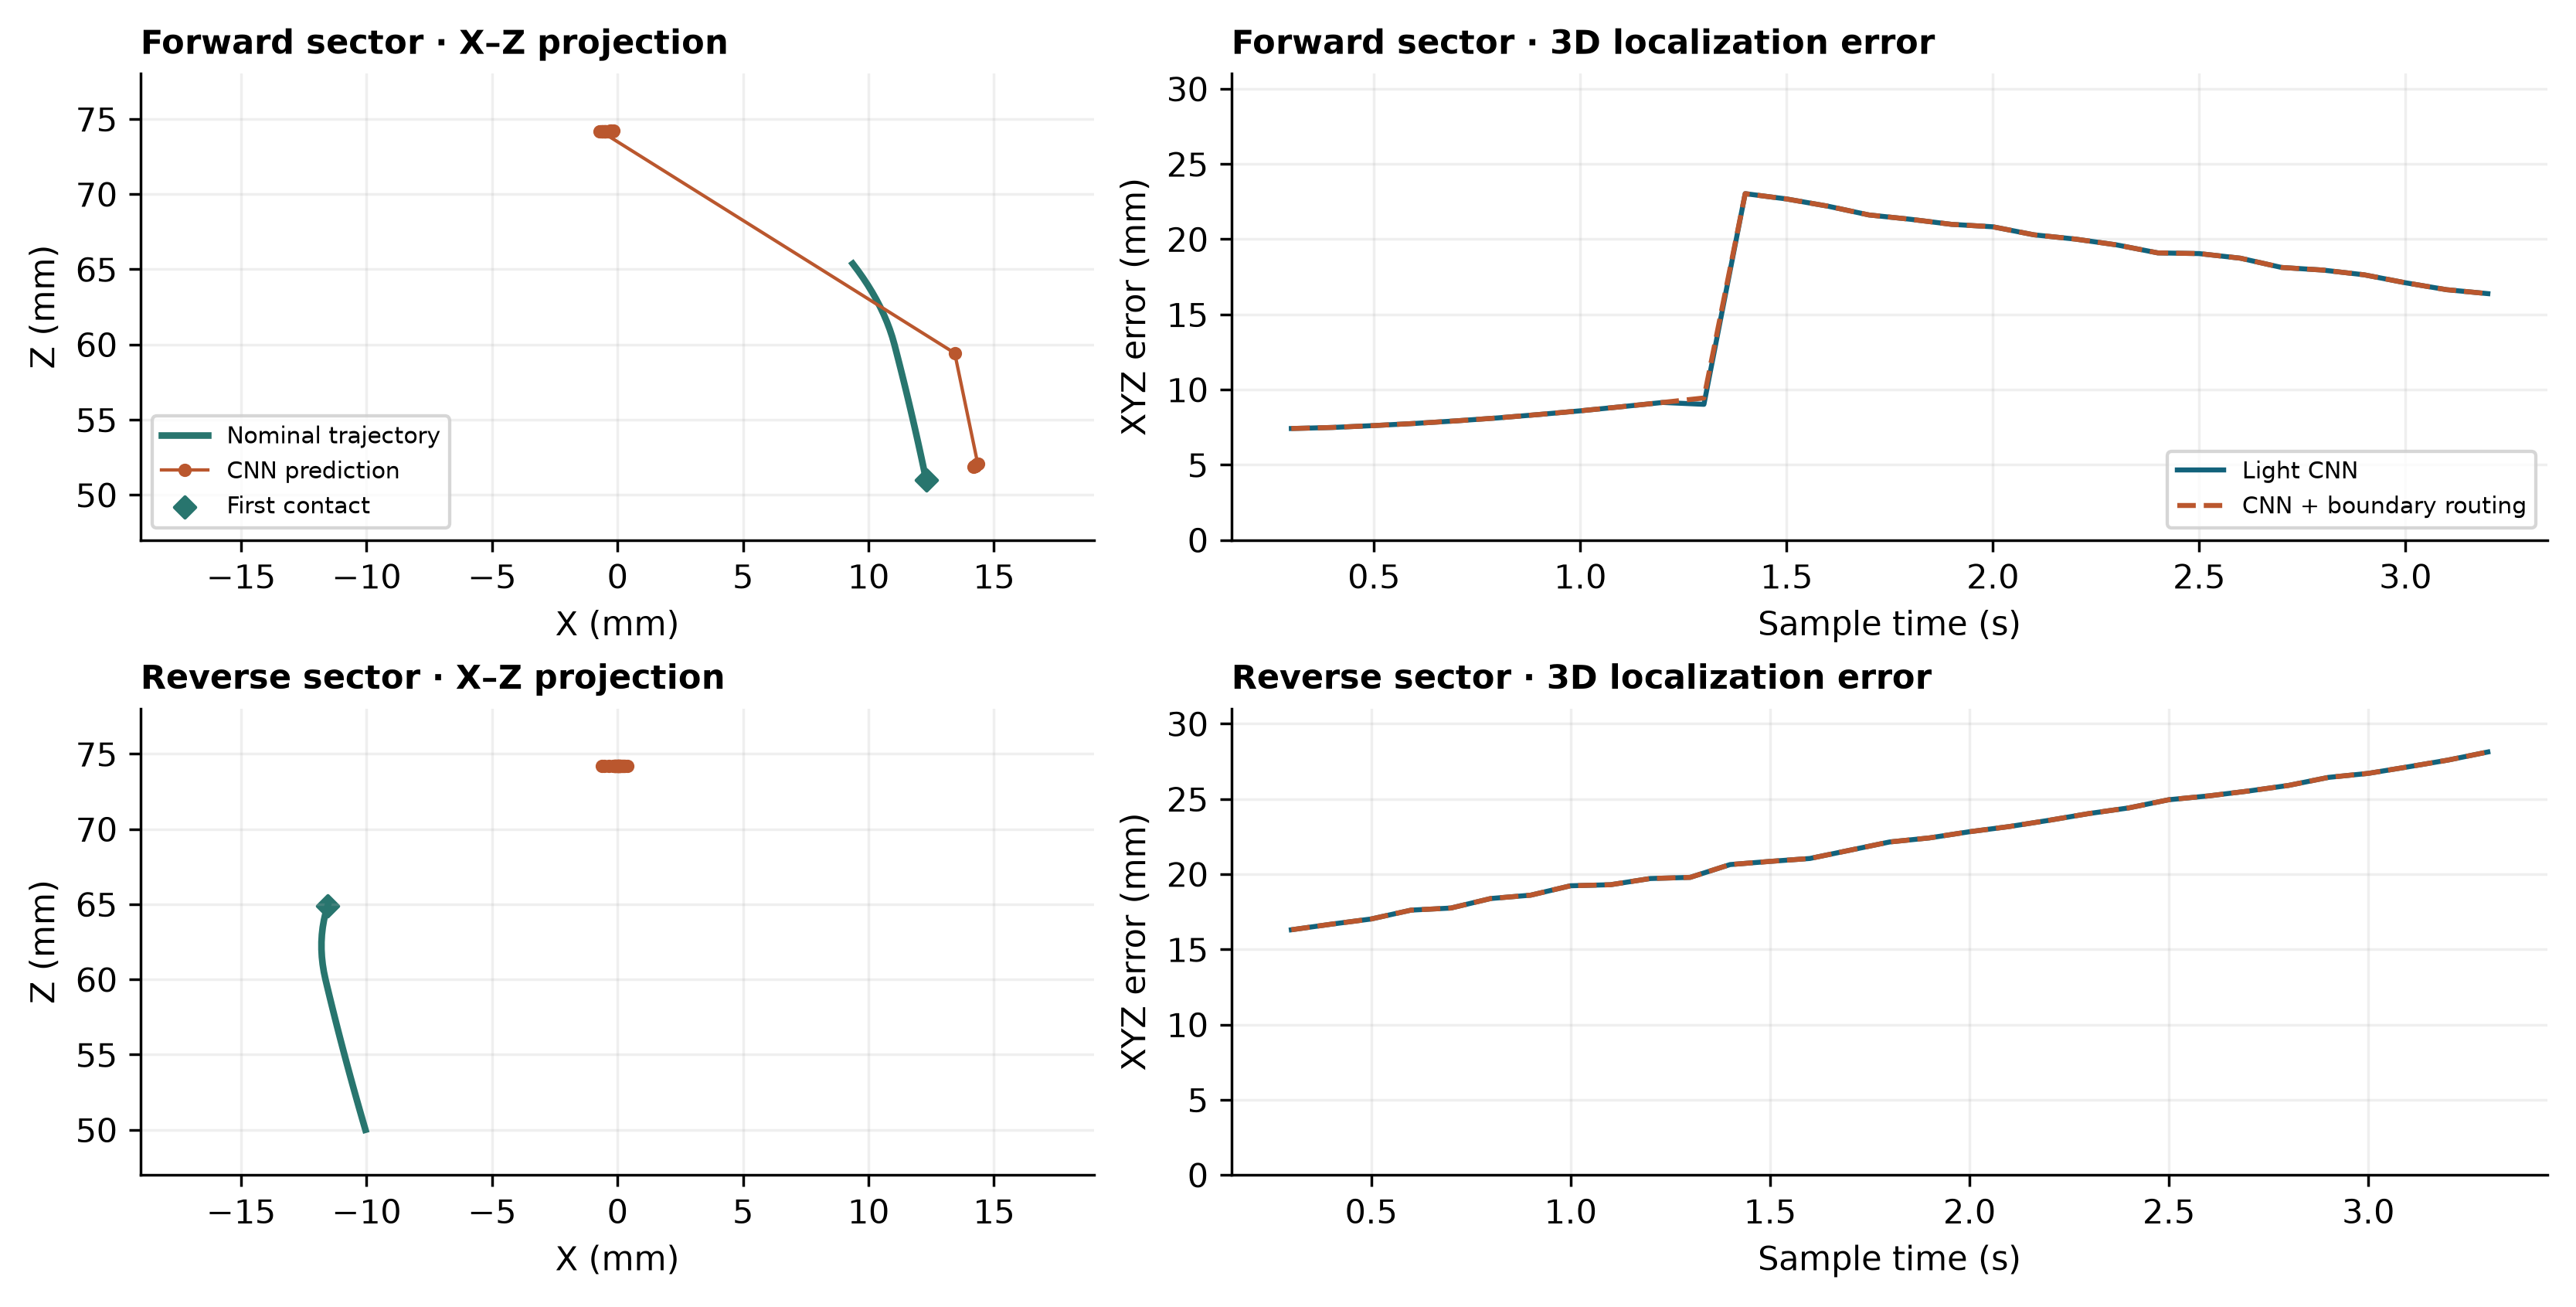 Forward sector · X–Z projection
75
70
65
60
55
50
Z (mm)
Nominal trajectory
CNN prediction
First contact
−15 −10 −5 0 5 10 15
X (mm)
Forward sector · 3D localization error
30
25
20
15
10
5
0
XYZ error (mm)
Light CNN
CNN + boundary routing
0.5 1.0 1.5 2.0 2.5 3.0
Sample time (s)
Reverse sector · X–Z projection
75
70
65
60
55
50
Z (mm)
−15 −10 −5 0 5 10 15
X (mm)
Reverse sector · 3D localization error
30
25
20
15
10
5
0
XYZ error (mm)
0.5 1.0 1.5 2.0 2.5 3.0
Sample time (s)